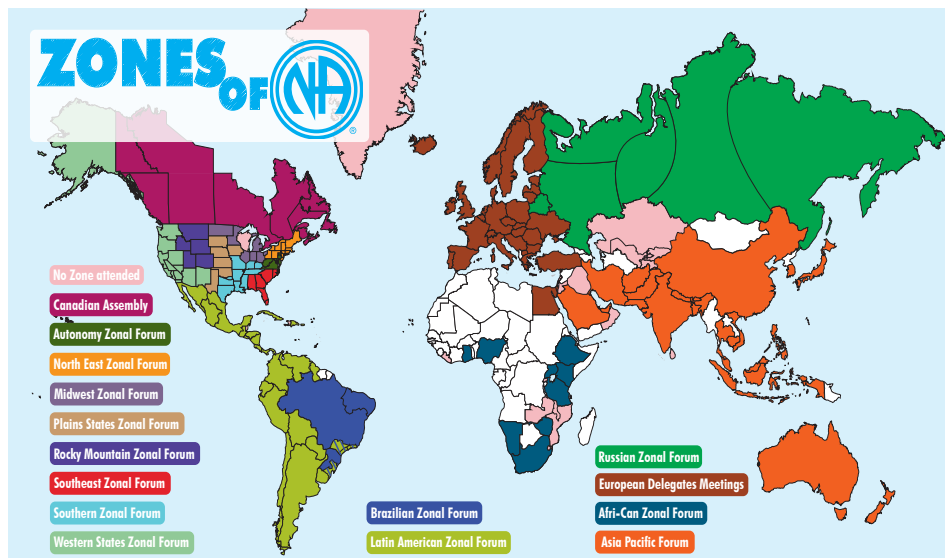 ZONES
OF NA
®
No Zone attended
Canadian Assembly
Autonomy Zonal Forum
North East Zonal Forum
Midwest Zonal Forum
Plains States Zonal Forum
Rocky Mountain Zonal Forum
Southeast Zonal Forum
Southern Zonal Forum
Western States Zonal Forum
Brazilian Zonal Forum
Latin American Zonal Forum
Russian Zonal Forum
European Delegates Meetings
Afri-Can Zonal Forum
Asia Pacific Forum